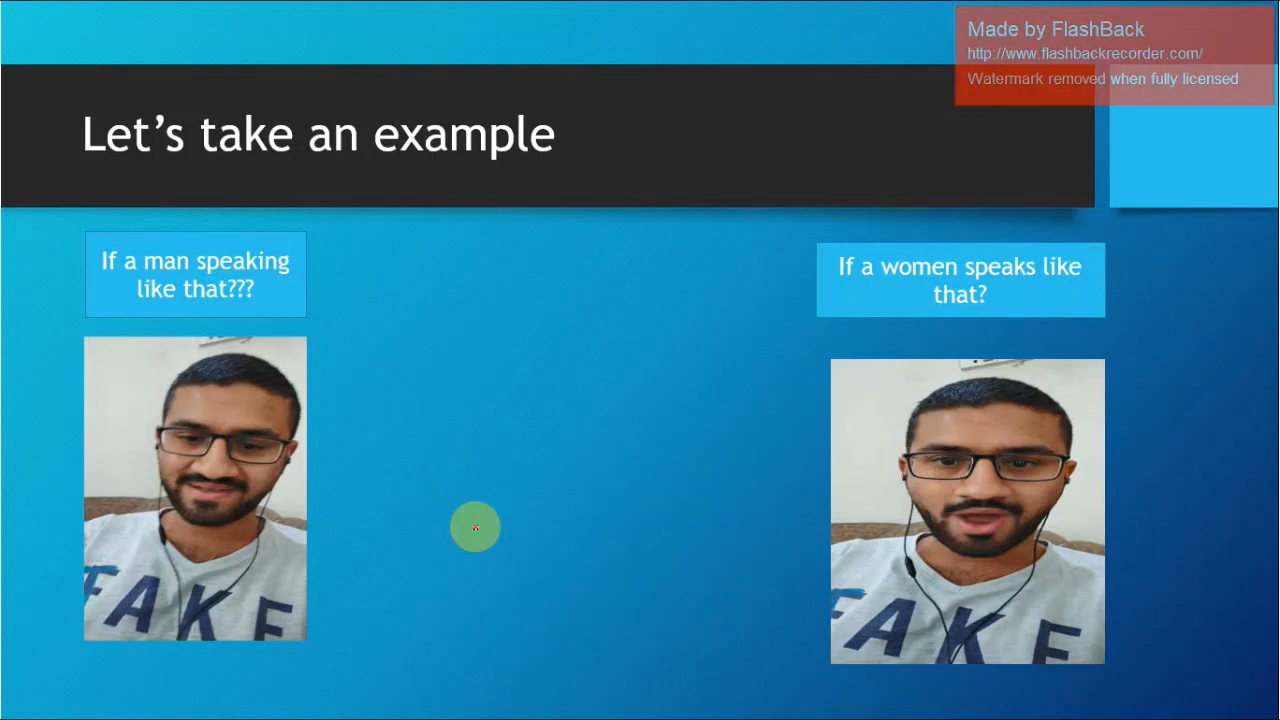 Made by FlashBack
http://www.flashbackrecorder.com/
Watermark removed when fully licensed
Let’s take an example
If a man speaking
like that???
If a women speaks like
that?
FAKE
FAKE